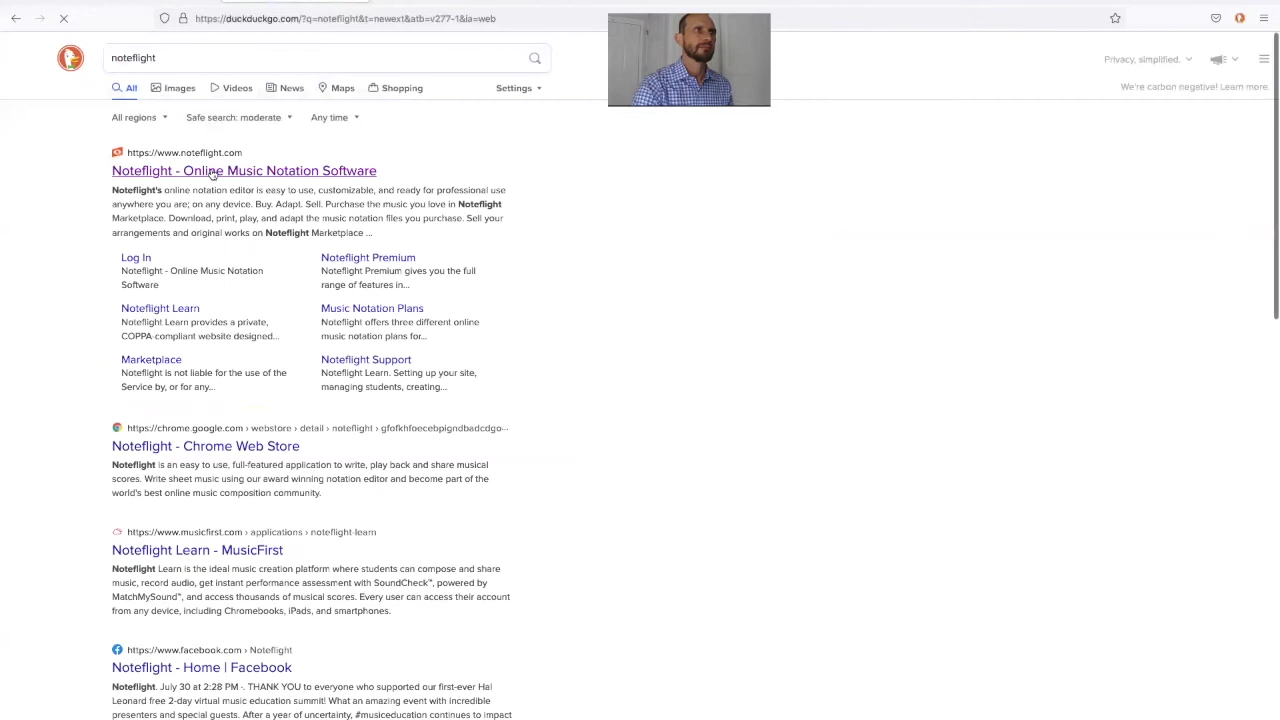 https://duckduckgo.com/?q=noteflight&t=newext&atb=v277-1&ia=web
noteflight
Privacy, simplified.
All Images Videos News Maps Shopping Settings
We're carbon negative! Learn more.
All regions Safe search: moderate Any time
https://www.noteflight.com
Noteflight - Online Music Notation Software
Noteflight's online notation editor is easy to use, customizable, and ready for professional use
anywhere you are; on any device. Buy. Adapt. Sell. Purchase the music you love in Noteflight
Marketplace. Download, print, play, and adapt the music notation files you purchase. Sell your
arrangements and original works on Noteflight Marketplace ...
Log In
Noteflight - Online Music Notation
Software
Noteflight Premium
Noteflight Premium gives you the full
range of features in...
Noteflight Learn
Noteflight Learn provides a private,
COPPA-compliant website designed...
Music Notation Plans
Noteflight offers three different online
music notation plans for...
Marketplace
Noteflight is not liable for the use of the
Service by, or for any...
Noteflight Support
Noteflight Learn. Setting up your site,
managing students, creating...
https://chrome.google.com › webstore › detail › noteflight › gfofkhfoecebpigndbadcdgo...
Noteflight - Chrome Web Store
Noteflight is an easy to use, full-featured application to write, play back and share musical
scores. Write sheet music using our award winning notation editor and become part of the
world's best online music composition community.
https://www.musicfirst.com › applications › noteflight-learn
Noteflight Learn - MusicFirst
Noteflight Learn is the ideal music creation platform where students can compose and share
music, record audio, get instant performance assessment with SoundCheck™, powered by
MatchMySound™, and access thousands of musical scores. Every user can access their account
from any device, including Chromebooks, iPads, and smartphones.
https://www.facebook.com › Noteflight
Noteflight - Home | Facebook
Noteflight. July 30 at 2:28 PM ·. THANK YOU to everyone who supported our first-ever Hal
Leonard free 2-day virtual music education summit! What an amazing event with incredible
presenters and special guests. After a year of uncertainty, #musiceducation continues to impact